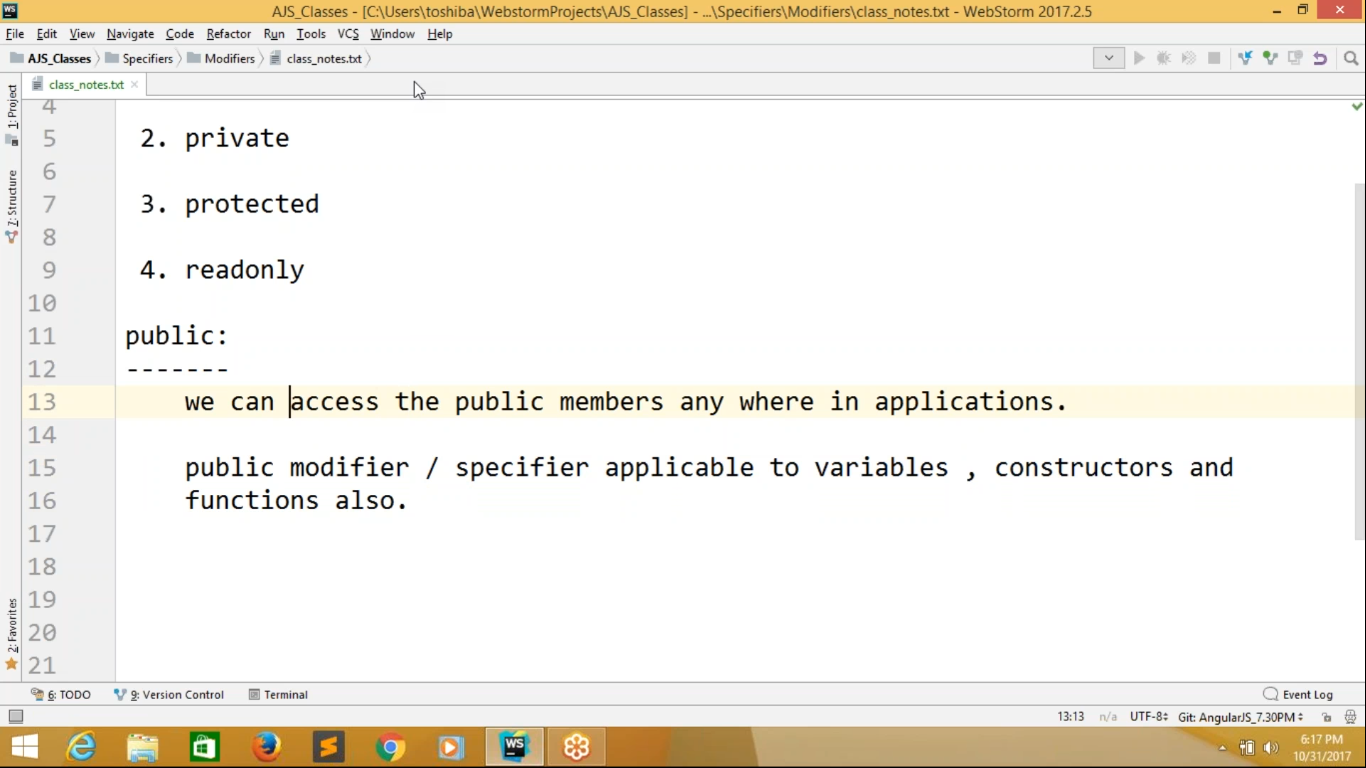 WS AJS_Classes - [C:\Users\toshiba\WebstormProjects\AJS_Classes] - ...\Specifiers\Modifiers\class_notes.txt - WebStorm 2017.2.5
File Edit View Navigate Code Refactor Run Tools VCS Window Help
AJS_Classes Specifiers Modifiers class_notes.txt
class_notes.txt
1: Project
7: Structure
2: Favorites
4
5 2. private
6
7 3. protected
8
9 4. readonly
10
11 public:
12 -------
13 we can access the public members any where in applications.
14
15 public modifier / specifier applicable to variables , constructors and
16 functions also.
17
18
19
20
21
6: TODO 9: Version Control Terminal Event Log
13:13 n/a UTF-8 Git: AngularJS_7.30PM
WS
6:17 PM
10/31/2017